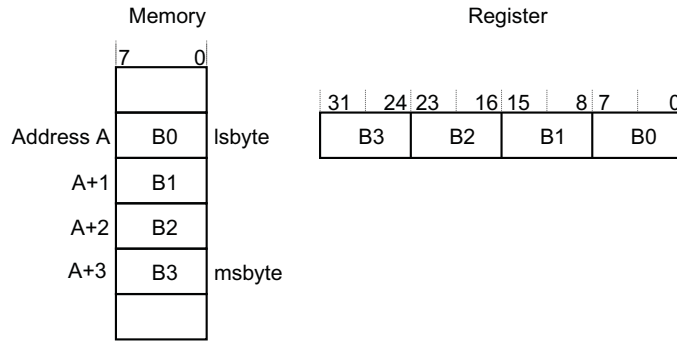 Memory Register
7 0
31 24 23 16 15 8 7 0
Address A B0 lsbyte B3 B2 B1 B0
A+1 B1
A+2 B2
A+3 B3 msbyte